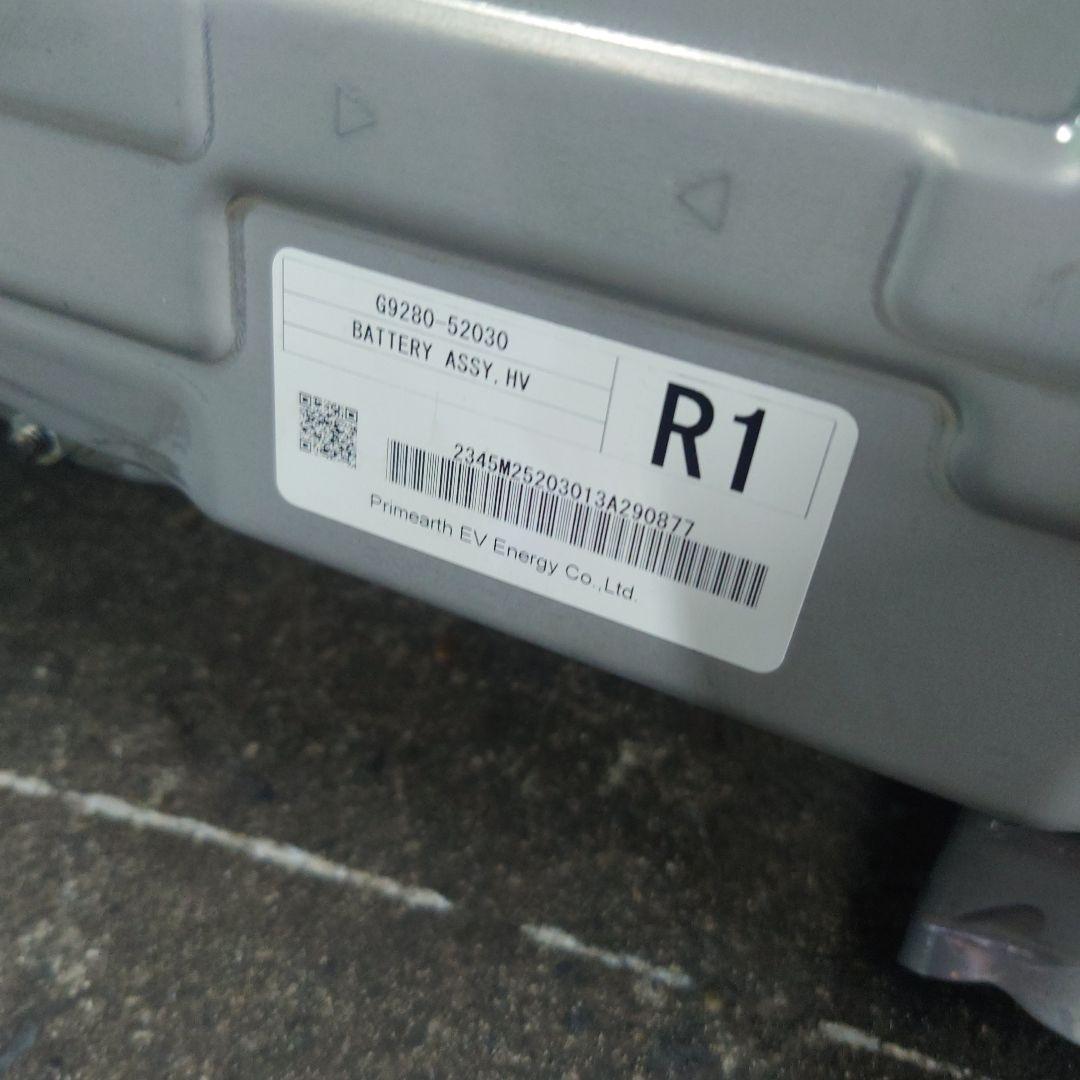 G9280-52030
BATTERY ASSY,HV
R1
2345M25203013A290877
Primearth EV Energy Co.,Ltd.